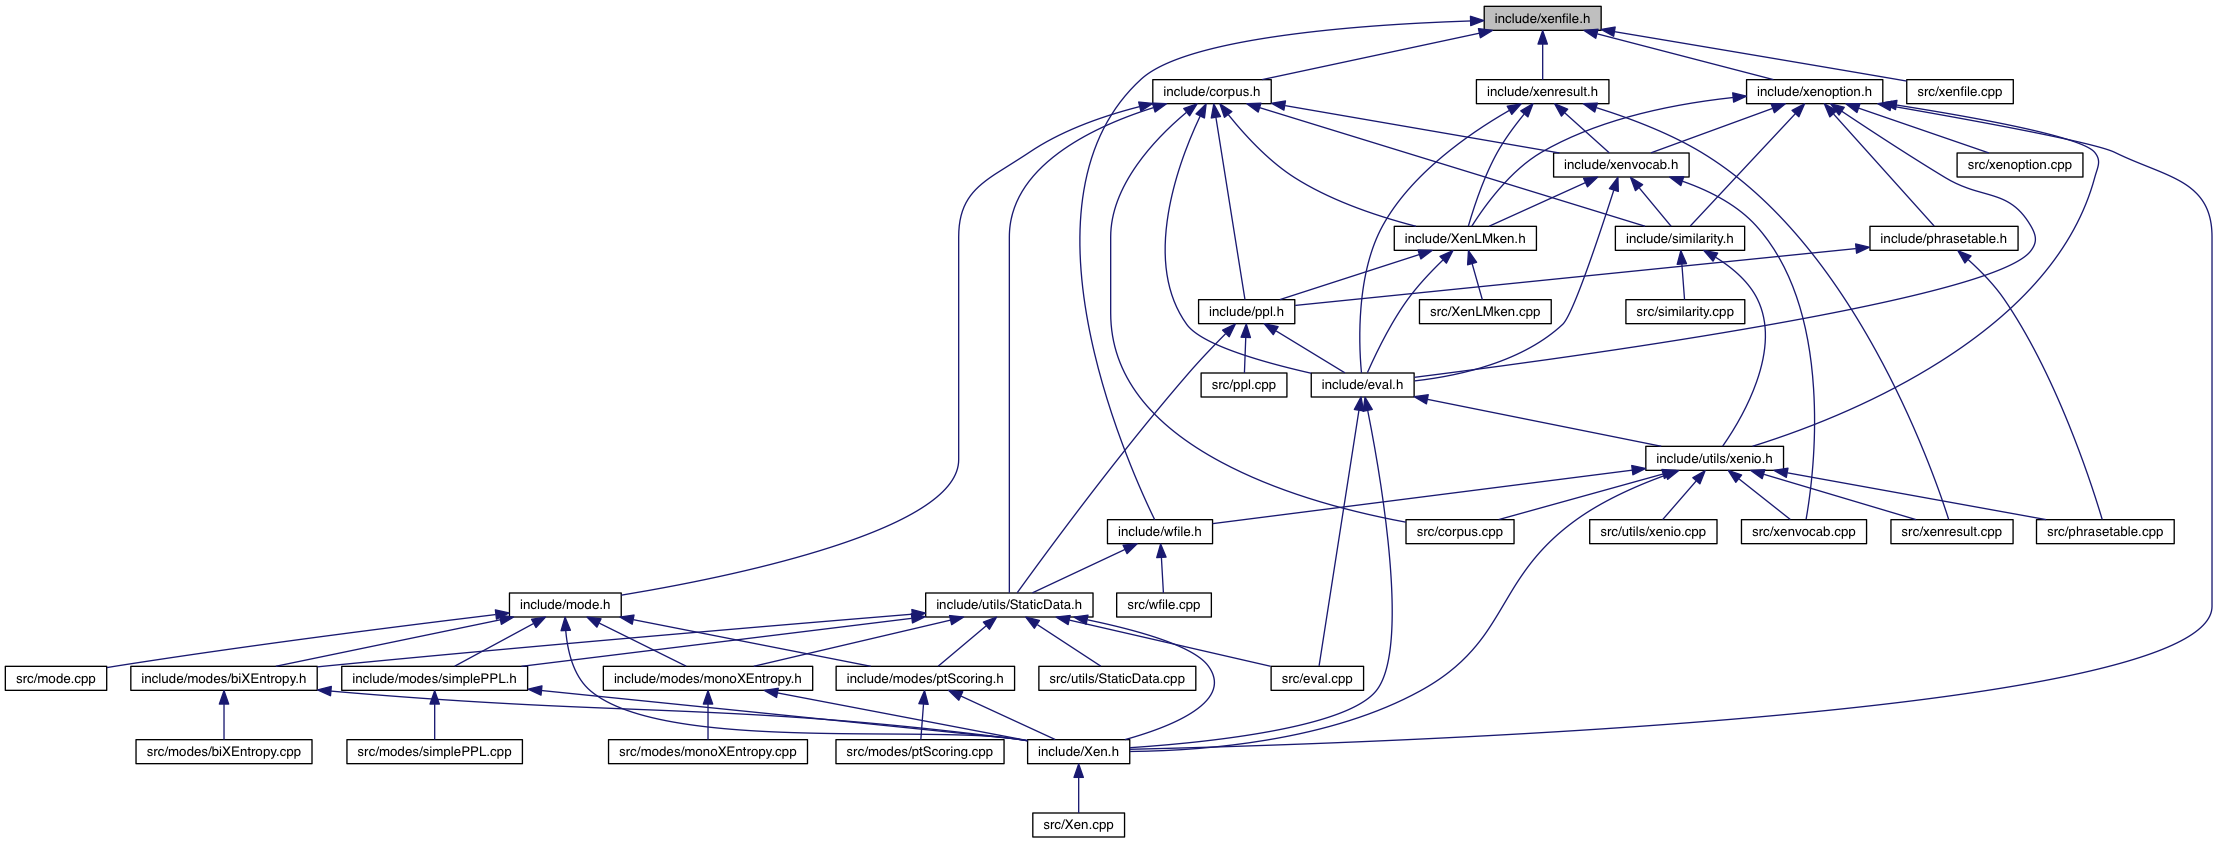 include/xenfile.h
include/corpus.h
include/xenresult.h
include/xenoption.h
src/xenfile.cpp
include/xenvocab.h
src/xenoption.cpp
include/XenLMken.h
include/similarity.h
include/phrasetable.h
include/ppl.h
src/XenLMken.cpp
src/similarity.cpp
src/ppl.cpp
include/eval.h
include/utils/xenio.h
include/wfile.h
src/corpus.cpp
src/utils/xenio.cpp
src/xenvocab.cpp
src/xenresult.cpp
src/phrasetable.cpp
include/mode.h
include/utils/StaticData.h
src/wfile.cpp
src/mode.cpp
include/modes/biXEntropy.h
include/modes/simplePPL.h
include/modes/monoXEntropy.h
include/modes/ptScoring.h
src/utils/StaticData.cpp
src/eval.cpp
src/modes/biXEntropy.cpp
src/modes/simplePPL.cpp
src/modes/monoXEntropy.cpp
src/modes/ptScoring.cpp
include/Xen.h
src/Xen.cpp